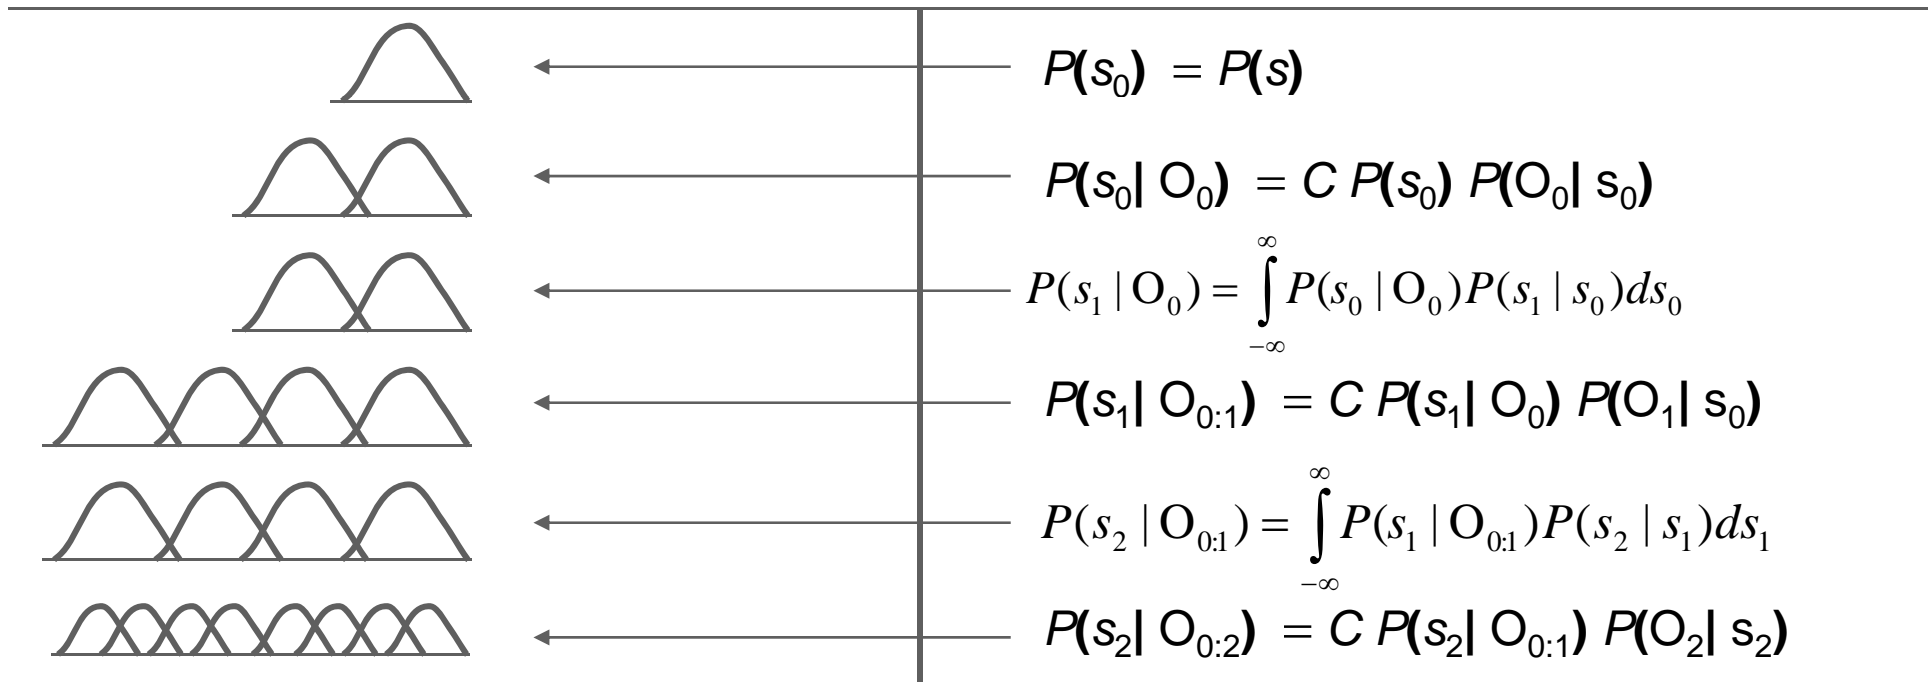 P(s₀) = P(s)
P(s₀| O₀) = C P(s₀) P(O₀| s₀)
P(s₁ | O₀) = ∫_{-∞}^{∞} P(s₀ | O₀)P(s₁ | s₀)ds₀
P(s₁| O₀:₁) = C P(s₁| O₀) P(O₁| s₀)
P(s₂ | O₀:₁) = ∫_{-∞}^{∞} P(s₁ | O₀:₁)P(s₂ | s₁)ds₁
P(s₂| O₀:₂) = C P(s₂| O₀:₁) P(O₂| s₂)